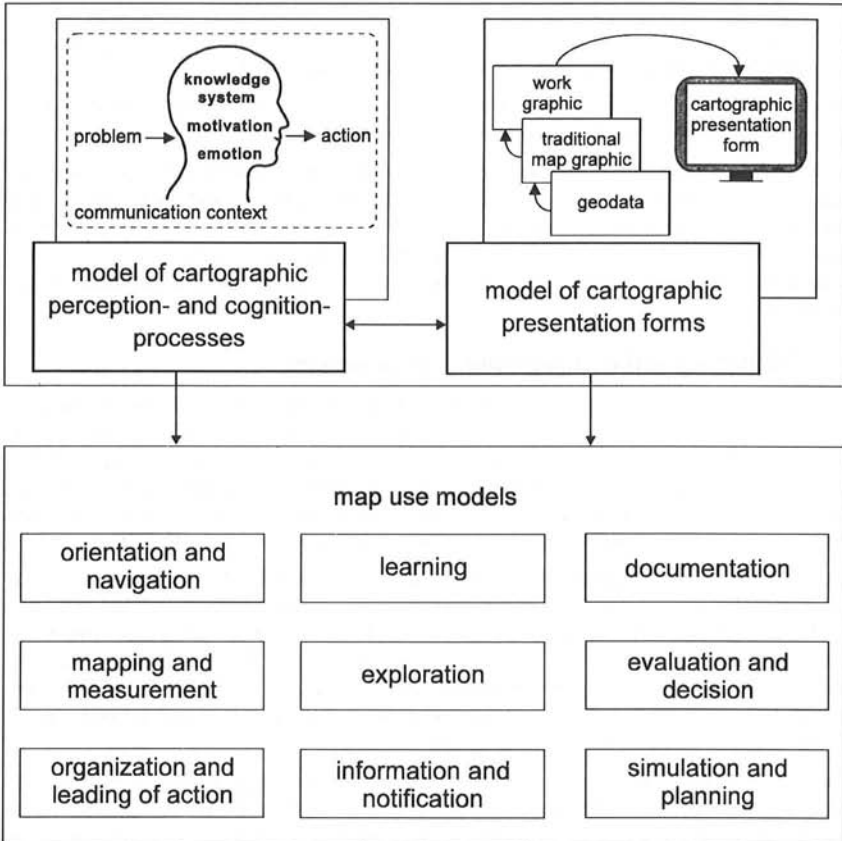 knowledge
system
motivation
emotion
problem
action
communication context
model of cartographic
perception- and cognition-
processes
work
graphic
traditional
map graphic
geodata
cartographic
presentation
form
model of cartographic
presentation forms
map use models
orientation and
navigation
learning
documentation
mapping and
measurement
exploration
evaluation and
decision
organization and
leading of action
information and
notification
simulation and
planning